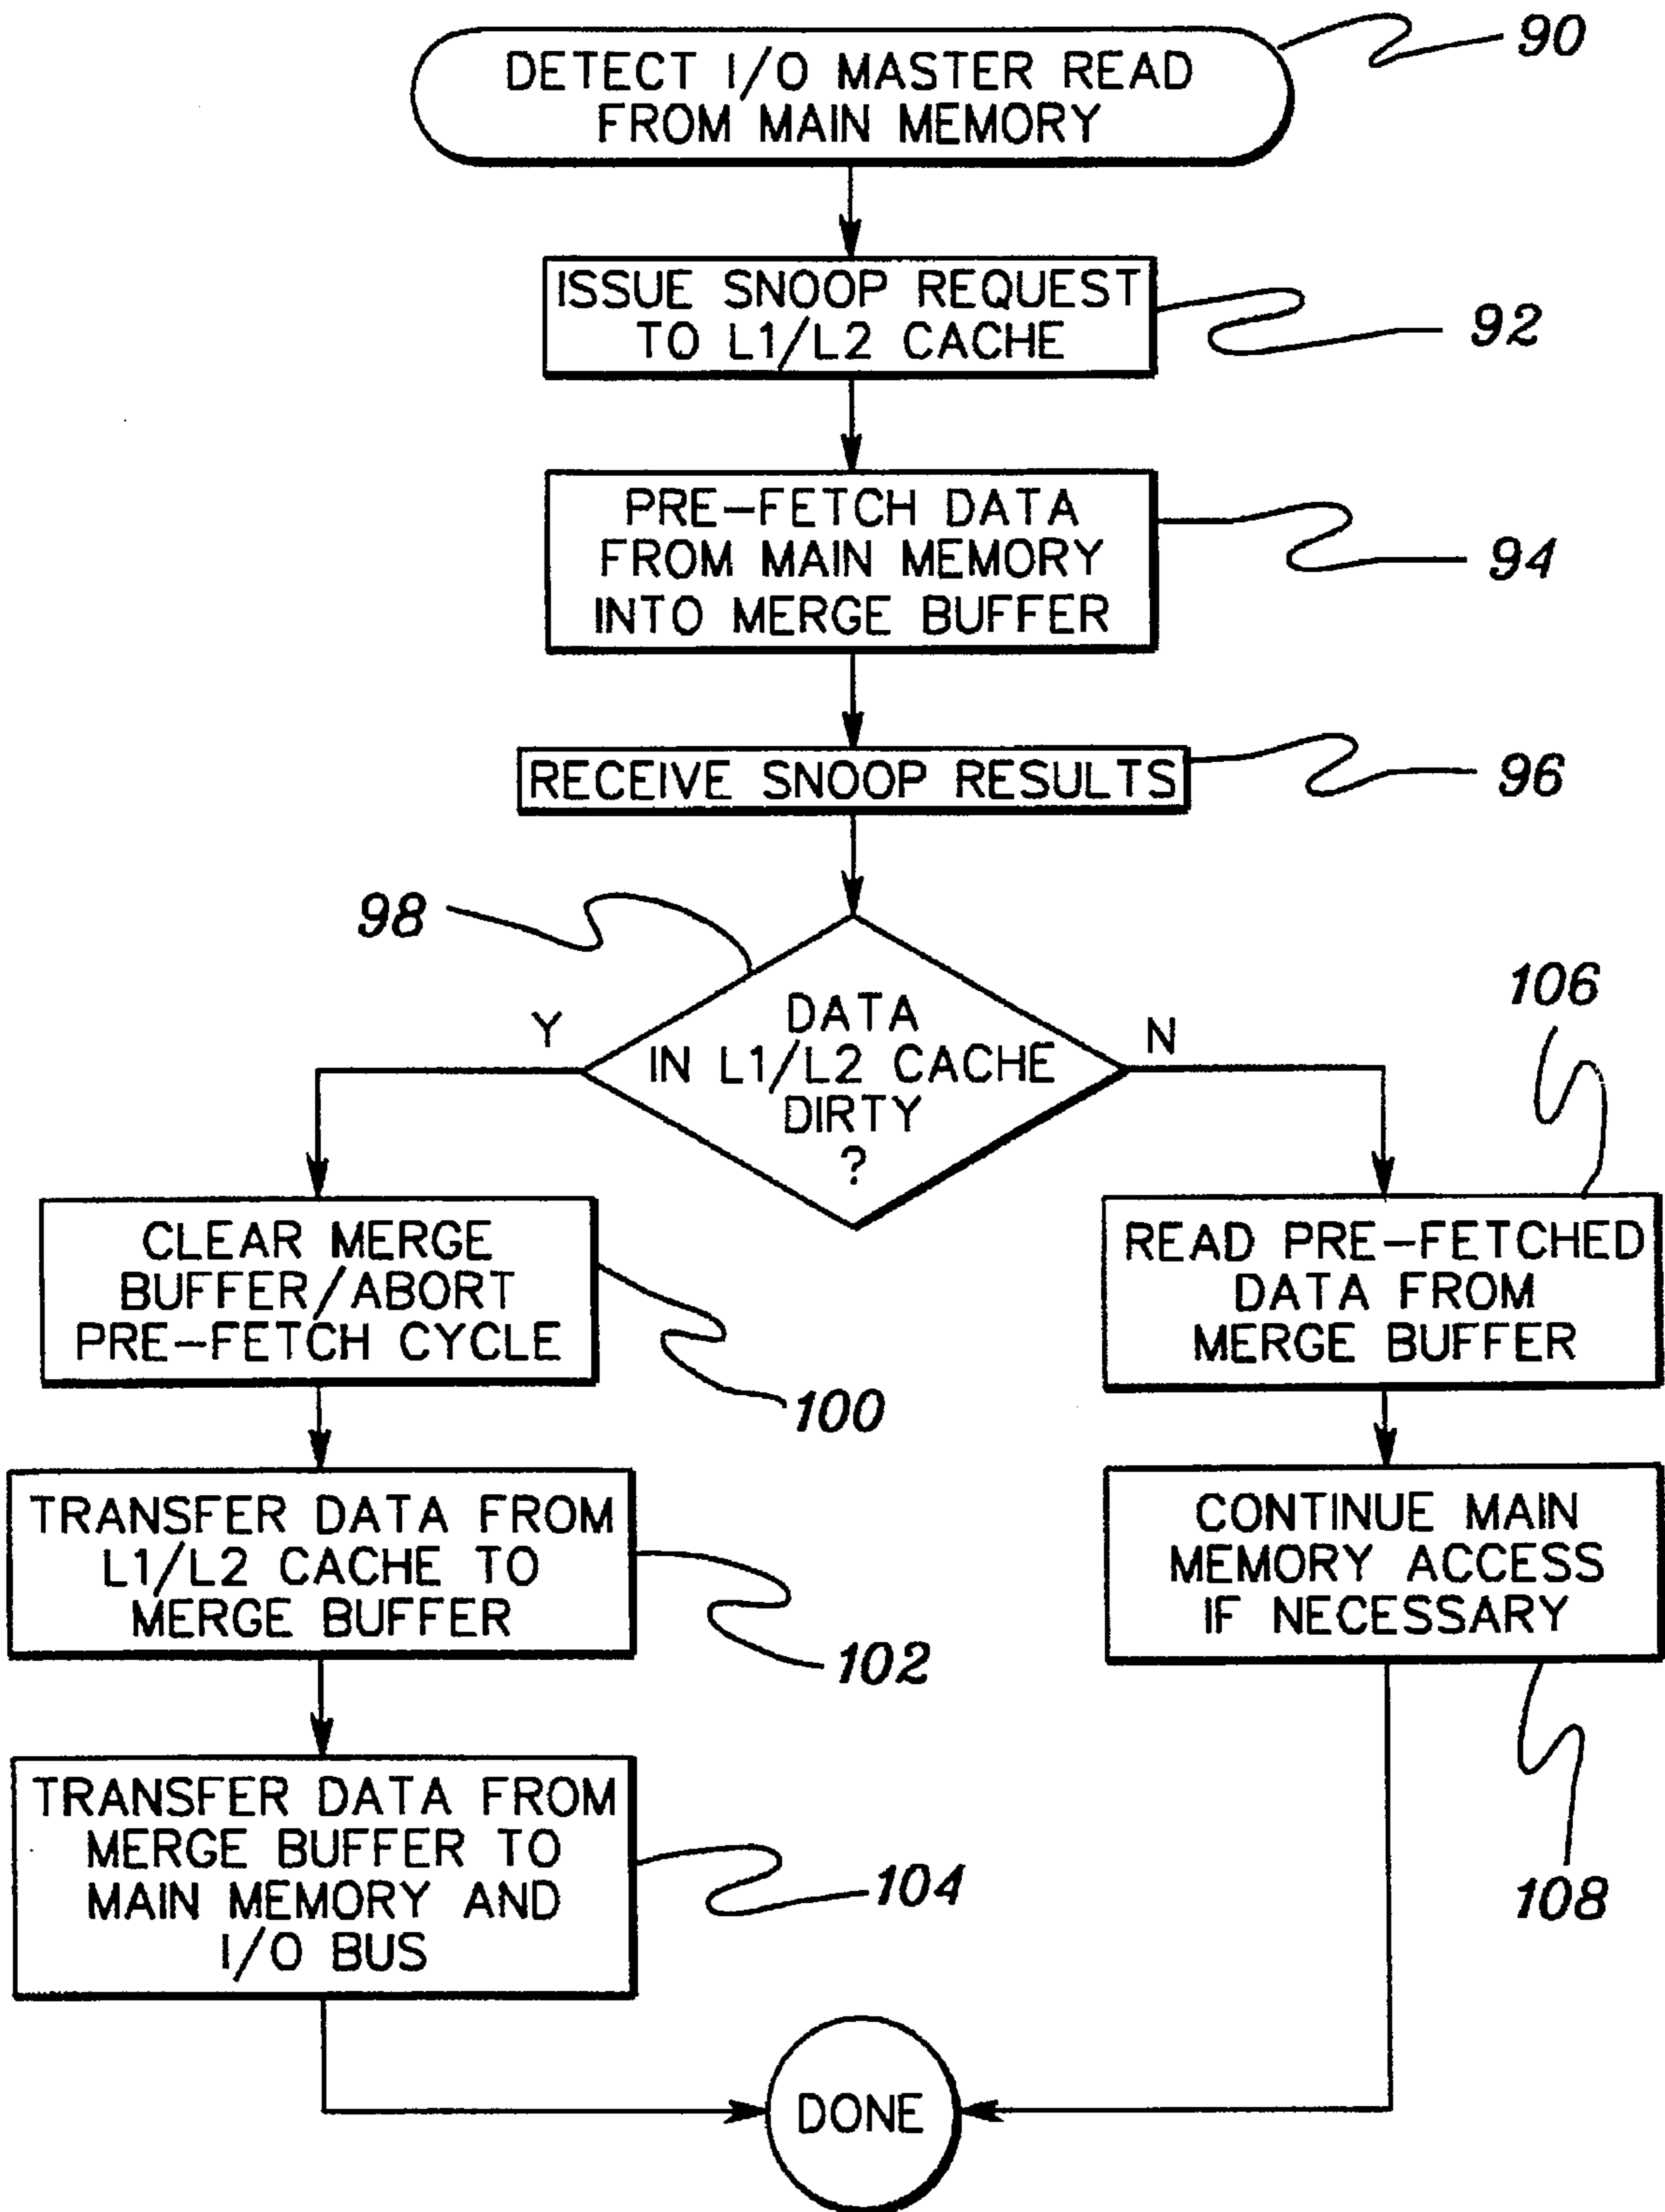 DETECT I/O MASTER READ
FROM MAIN MEMORY
90
ISSUE SNOOP REQUEST
TO L1/L2 CACHE
92
PRE-FETCH DATA
FROM MAIN MEMORY
INTO MERGE BUFFER
94
RECEIVE SNOOP RESULTS
96
98
DATA
IN L1/L2 CACHE
DIRTY
?
Y
N
106
CLEAR MERGE
BUFFER/ABORT
PRE-FETCH CYCLE
100
READ PRE-FETCHED
DATA FROM
MERGE BUFFER
TRANSFER DATA FROM
L1/L2 CACHE TO
MERGE BUFFER
102
CONTINUE MAIN
MEMORY ACCESS
IF NECESSARY
108
TRANSFER DATA FROM
MERGE BUFFER TO
MAIN MEMORY AND
I/O BUS
104
DONE